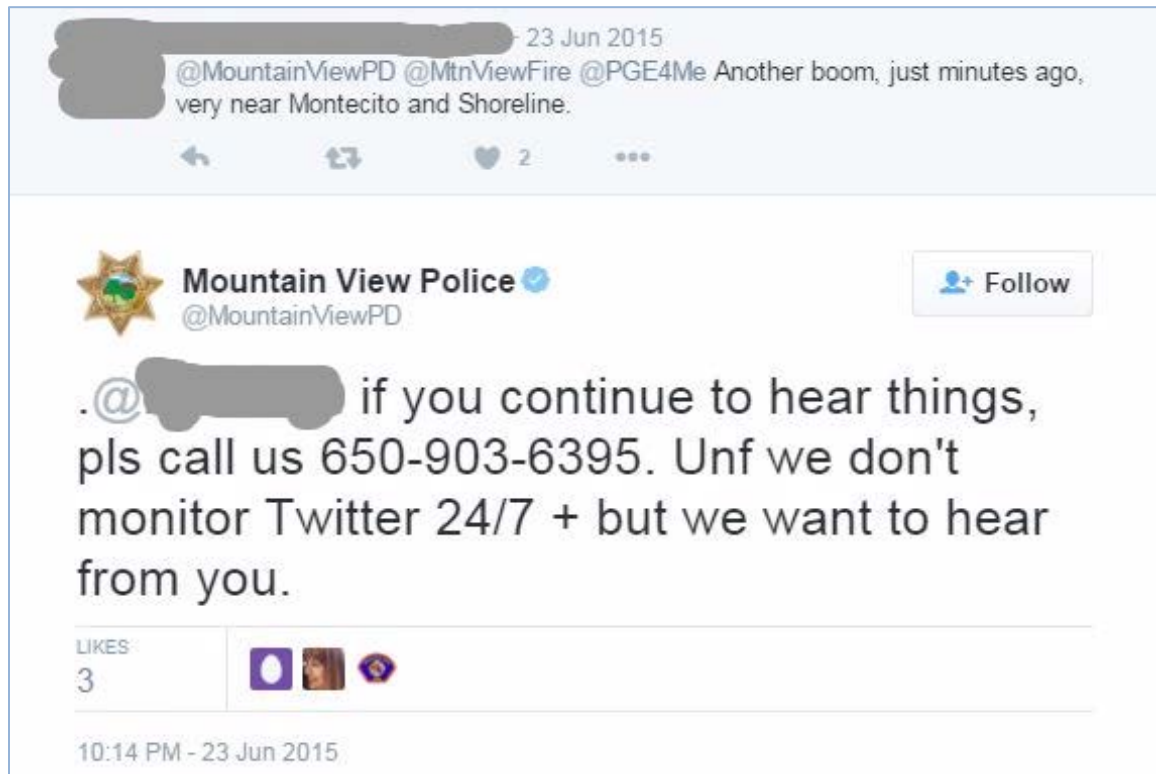 23 Jun 2015
@MountainViewPD @MtnViewFire @PGE4Me Another boom, just minutes ago,
very near Montecito and Shoreline.
2
Mountain View Police
Follow
@MountainViewPD
.@ if you continue to hear things,
pls call us 650-903-6395. Unf we don't
monitor Twitter 24/7 + but we want to hear
from you.
LIKES
3
10:14 PM - 23 Jun 2015